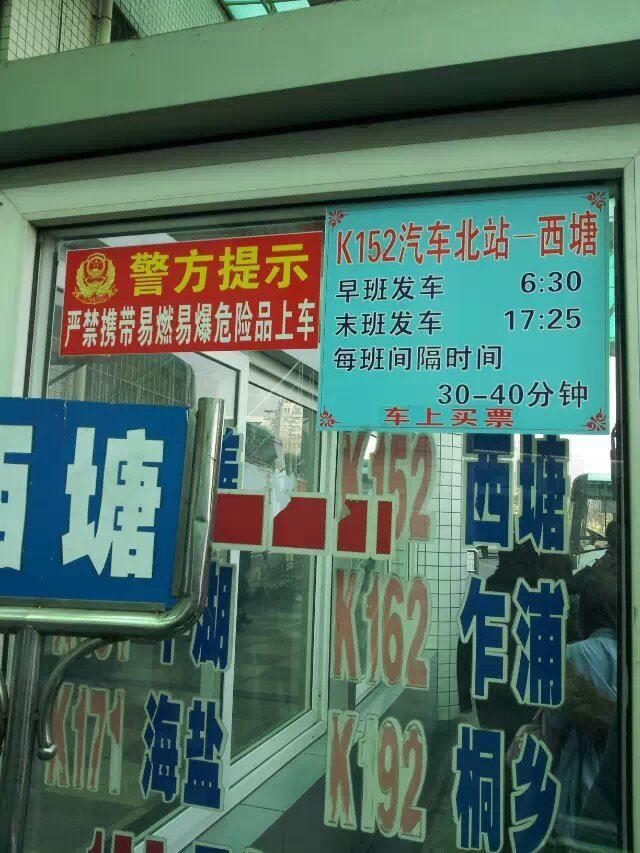 警方提示
严禁携带易燃易爆危险品上车
K152汽车北站－西塘
早班发车 6:30
末班发车 17:25
每班间隔时间
30-40分钟
车上买票
西塘
K152 西塘
K162 乍浦
湖
K171 海盐
K192 桐乡